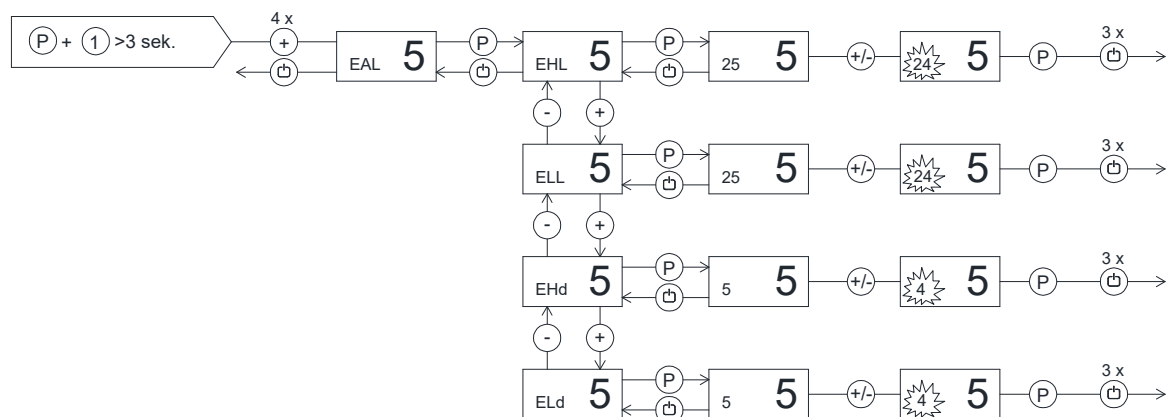 4 x
P + 1 >3 sek.
+
EAL 5
P
EHL 5
P
25 5
+/-
24 5
P
3 x
-
+
ELL 5
P
25 5
+/-
24 5
P
3 x
-
+
EHd 5
P
5 5
+/-
4 5
P
3 x
-
+
ELd 5
P
5 5
+/-
4 5
P
3 x